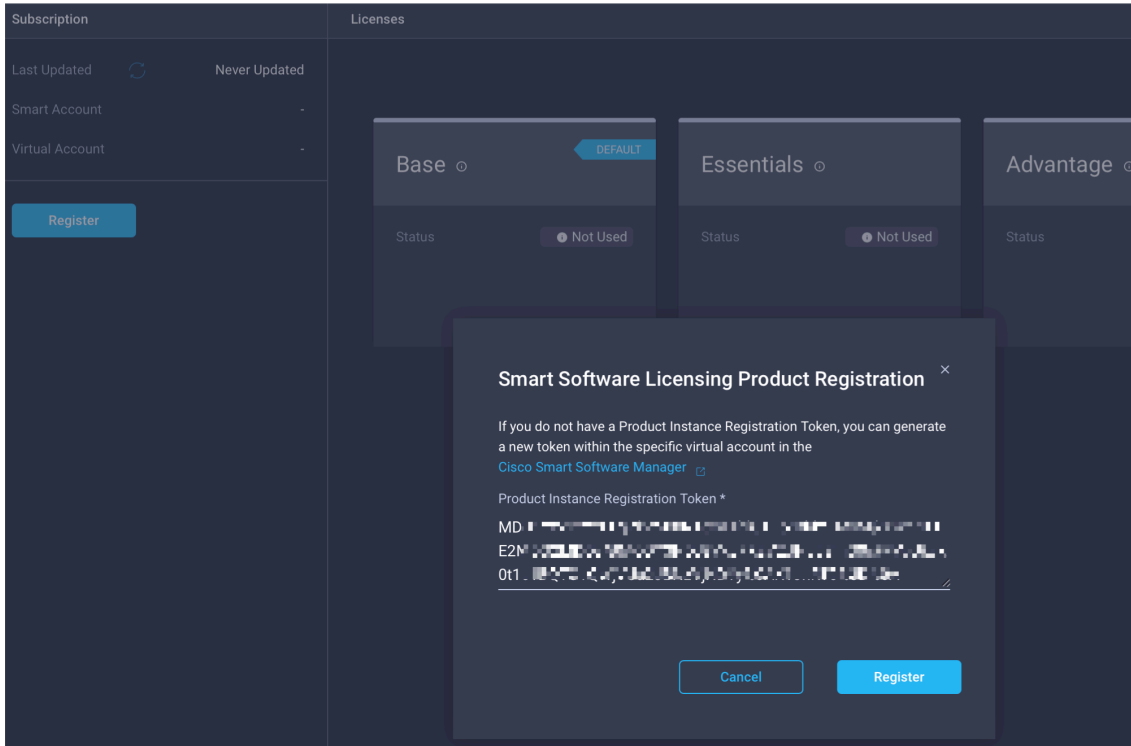 Subscription
Licenses
Last Updated
Never Updated
Smart Account
-
Virtual Account
-
Register
Base
DEFAULT
Essentials
Advantage
Status
Not Used
Status
Not Used
Status
Smart Software Licensing Product Registration
If you do not have a Product Instance Registration Token, you can generate
a new token within the specific virtual account in the
Cisco Smart Software Manager
Product Instance Registration Token *
MD
E2
0t1
Cancel
Register